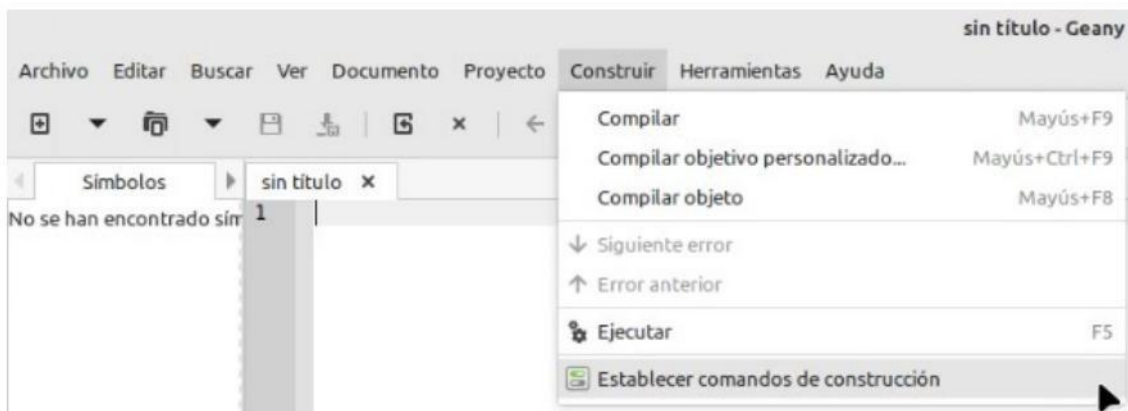 sin título - Geany
Archivo Editar Buscar Ver Documento Proyecto Construir Herramientas Ayuda
Compilar Mayús+F9
Compilar objetivo personalizado... Mayús+Ctrl+F9
Compilar objeto Mayús+F8
Siguiente error
Error anterior
Ejecutar F5
Establecer comandos de construcción
Símbolos sin título
No se han encontrado sím 1